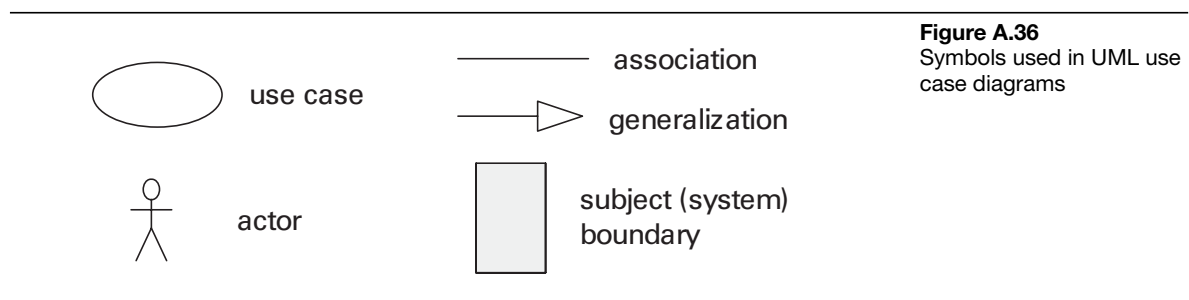 Figure A.36
Symbols used in UML use
case diagrams
use case
association
generalization
actor
subject (system)
boundary